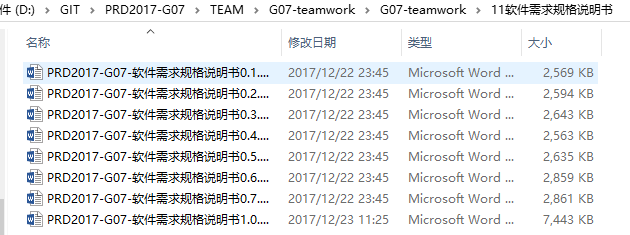 件 (D:) › GIT › PRD2017-G07 › TEAM › G07-teamwork › G07-teamwork › 11软件需求规格说明书
名称 修改日期 类型 大小
PRD2017-G07-软件需求规格说明书0.1.... 2017/12/22 23:45 Microsoft Word ... 2,569 KB
PRD2017-G07-软件需求规格说明书0.2.... 2017/12/22 23:45 Microsoft Word ... 2,594 KB
PRD2017-G07-软件需求规格说明书0.3.... 2017/12/22 23:45 Microsoft Word ... 2,643 KB
PRD2017-G07-软件需求规格说明书0.4.... 2017/12/22 23:45 Microsoft Word ... 2,563 KB
PRD2017-G07-软件需求规格说明书0.5.... 2017/12/22 23:45 Microsoft Word ... 2,635 KB
PRD2017-G07-软件需求规格说明书0.6.... 2017/12/22 23:45 Microsoft Word ... 2,859 KB
PRD2017-G07-软件需求规格说明书0.7.... 2017/12/22 23:45 Microsoft Word ... 2,861 KB
PRD2017-G07-软件需求规格说明书1.0.... 2017/12/23 11:25 Microsoft Word ... 7,443 KB